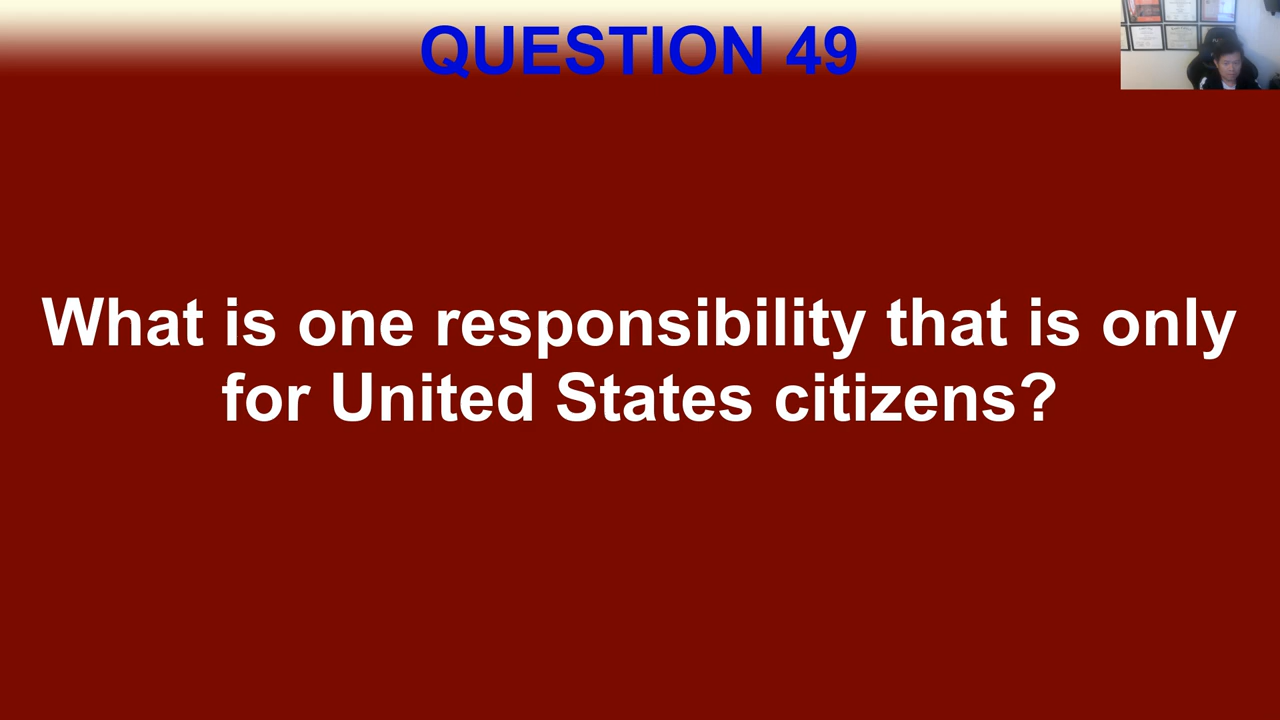 QUESTION 49
What is one responsibility that is only
for United States citizens?